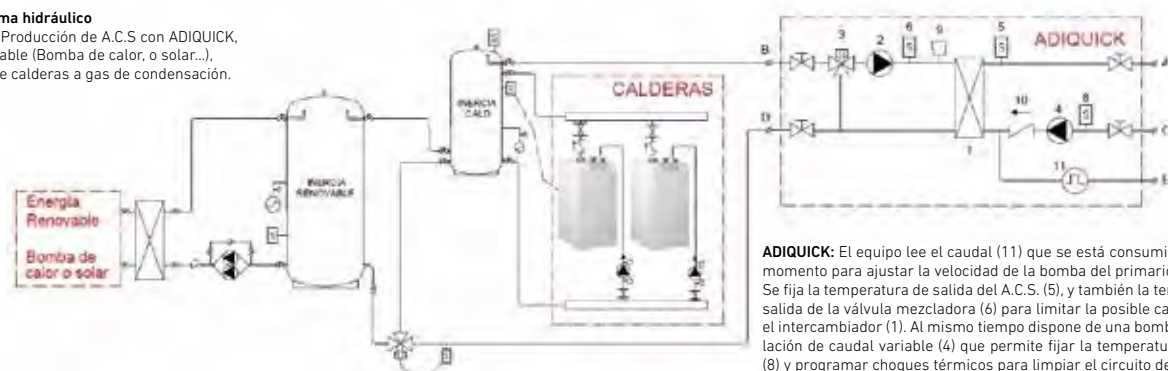 ma hidráulico
Producción de A.C.S con ADIQUICK,
able (Bomba de calor, o solar...),
e calderas a gas de condensación.
Energía
Renovable
Bomba de
calor o solar
INERCIA
RENOVABLE
S
INERCIA
CALD
S
S
S
CALDERAS
ADIQUICK
B
D
3
2
6
S
9
5
S
A
10
4
8
S
C
1
11
E
ADIQUICK: El equipo lee el caudal (11) que se está consumi
momento para ajustar la velocidad de la bomba del primario
Se fija la temperatura de salida del A.C.S. (5), y también la te
salida de la válvula mezcladora (6) para limitar la posible ca
el intercambiador (1). Al mismo tiempo dispone de una bomb
lación de caudal variable (4) que permite fijar la temperatu
(8) y programar choques térmicos para limpiar el circuito de